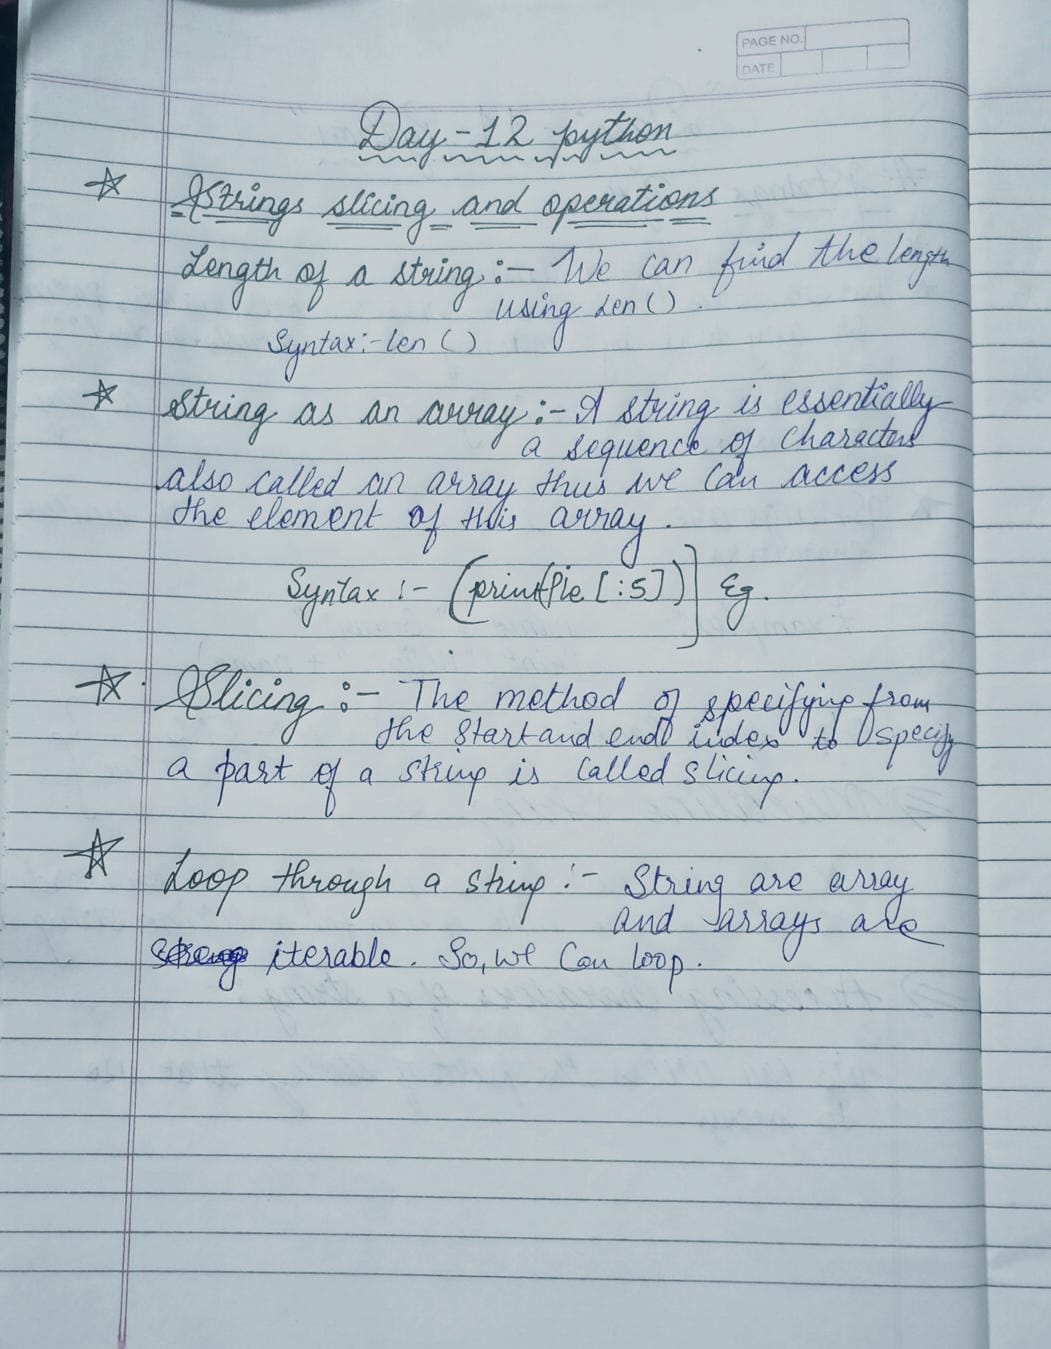 PAGE NO.
DATE
Day-12 python
Strings slicing and operations
Length of a string :- We can find the length
using Len() .
Syntax:- len ()
String as an array :- A string is essentially
a sequence of characters
also called an array thus we can access
the element of this array .
Syntax :- (print(Pie [:5])] Eg.
Slicing :- The method of specifying from
the start and end index to specify
a part of a string is called slicing.
Loop through a string :- String are array
and arrays are
iterable . So, we can loop .